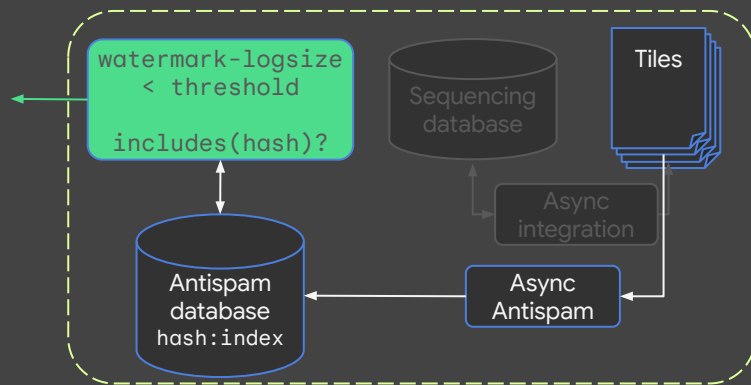 watermark-logsize
< threshold
includes(hash)?
Sequencing
database
Tiles
Async
integration
Antispam
database
hash:index
Async
Antispam